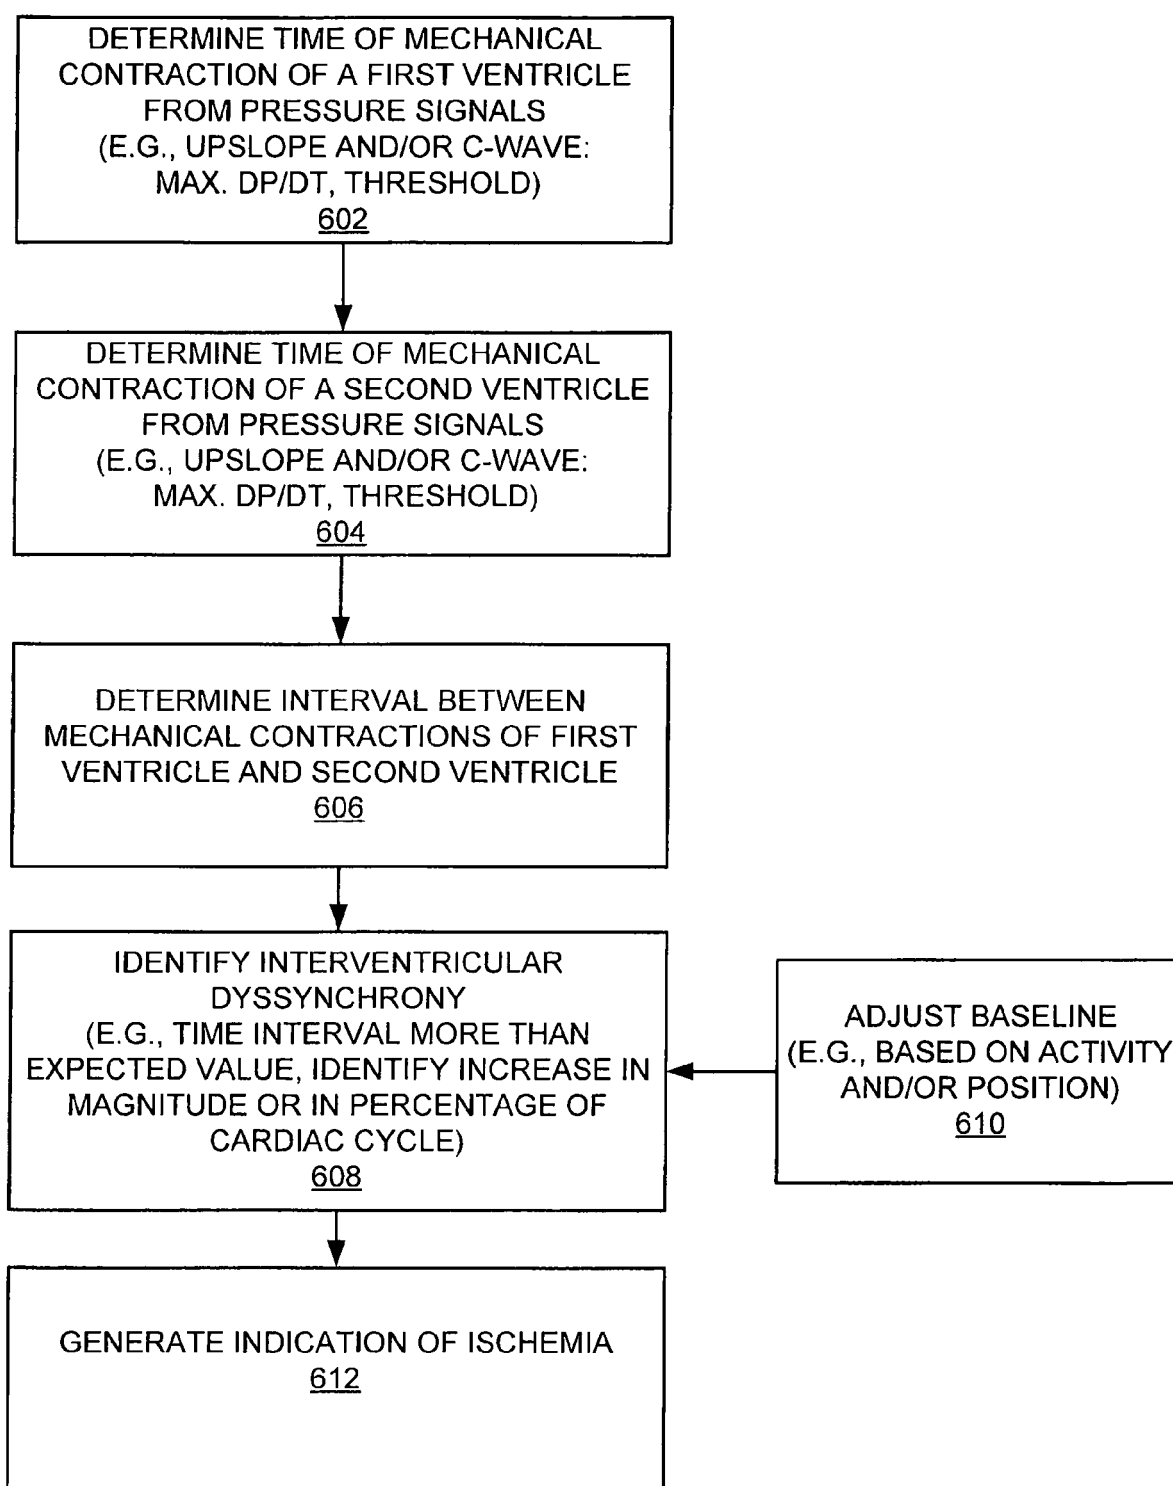 DETERMINE TIME OF MECHANICAL
CONTRACTION OF A FIRST VENTRICLE
FROM PRESSURE SIGNALS
(E.G., UPSLOPE AND/OR C-WAVE:
MAX. DP/DT, THRESHOLD)
602
DETERMINE TIME OF MECHANICAL
CONTRACTION OF A SECOND VENTRICLE
FROM PRESSURE SIGNALS
(E.G., UPSLOPE AND/OR C-WAVE:
MAX. DP/DT, THRESHOLD)
604
DETERMINE INTERVAL BETWEEN
MECHANICAL CONTRACTIONS OF FIRST
VENTRICLE AND SECOND VENTRICLE
606
IDENTIFY INTERVENTRICULAR
DYSSYNCHRONY
(E.G., TIME INTERVAL MORE THAN
EXPECTED VALUE, IDENTIFY INCREASE IN
MAGNITUDE OR IN PERCENTAGE OF
CARDIAC CYCLE)
608
ADJUST BASELINE
(E.G., BASED ON ACTIVITY
AND/OR POSITION)
610
GENERATE INDICATION OF ISCHEMIA
612